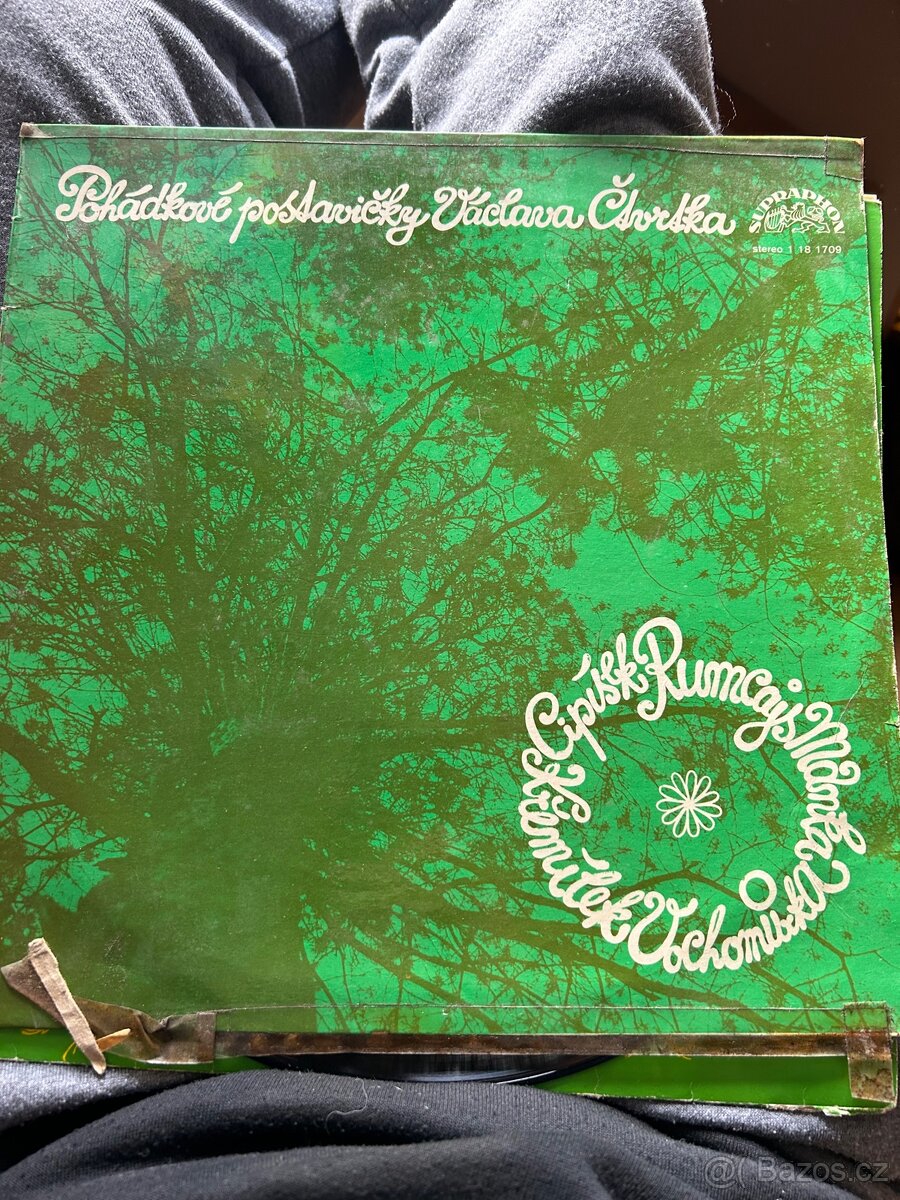 Pohádkové postavičky Václava Čtvrtka
SUPRAPHON
stereo 1 18 1709
Cipísek Rumcajs Manka Vochomůrka Křemílek
@( Bazos.cz